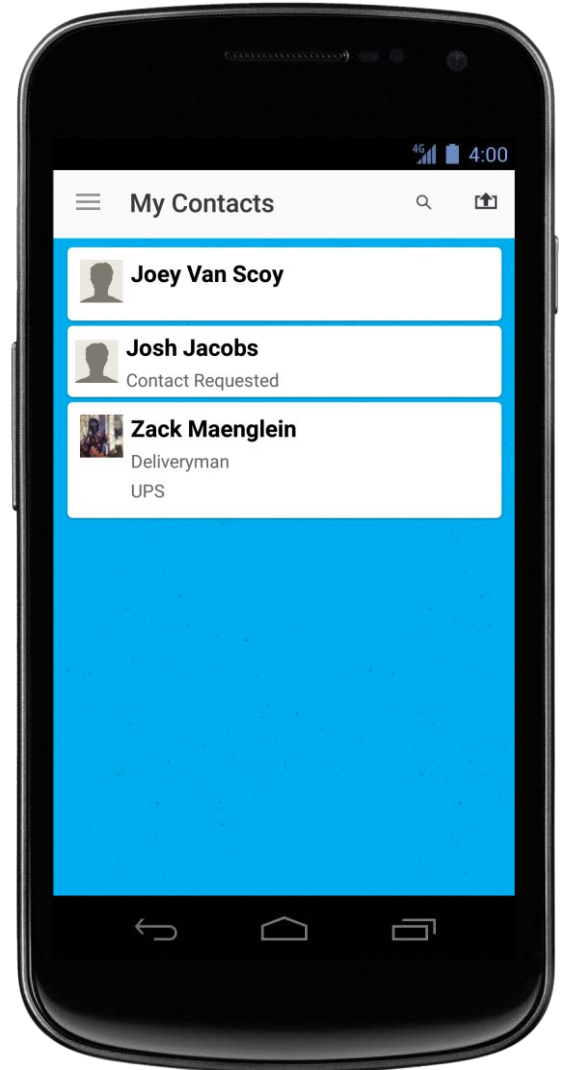 4G 4:00
My Contacts
Joey Van Scoy
Josh Jacobs
Contact Requested
Zack Maenglein
Deliveryman
UPS